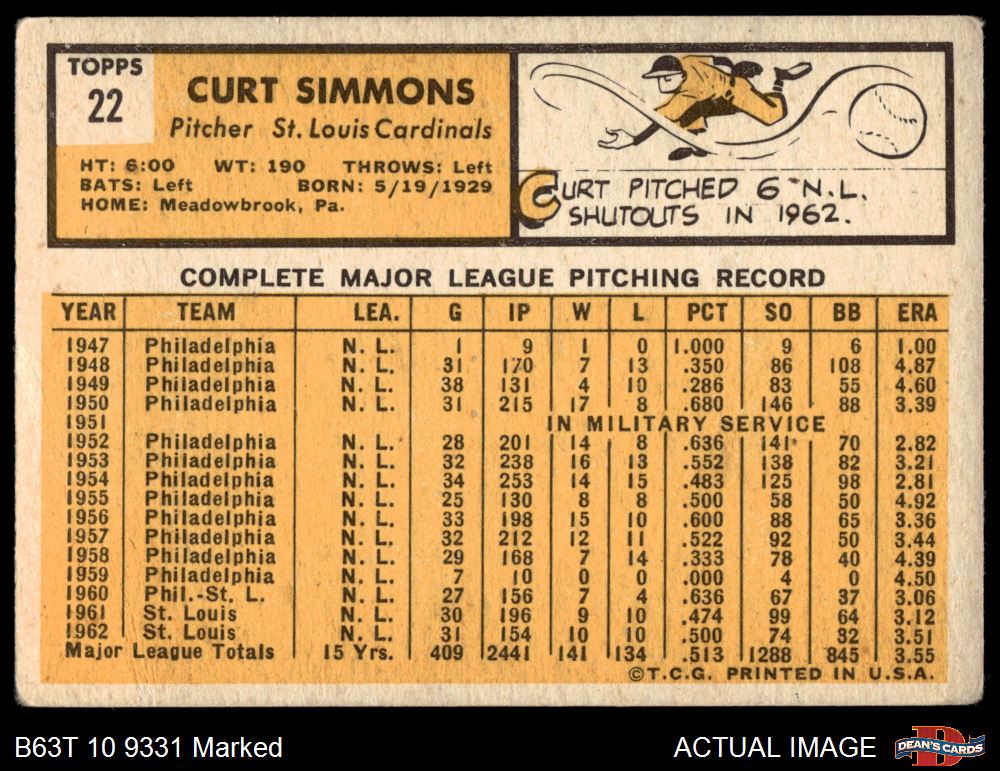 TOPPS
22
CURT SIMMONS
Pitcher St. Louis Cardinals
HT: 6:00 WT: 190 THROWS: Left
BATS: Left BORN: 5/19/1929
HOME: Meadowbrook, Pa.
CURT PITCHED 6 N.L.
SHUTOUTS IN 1962.
COMPLETE MAJOR LEAGUE PITCHING RECORD
YEAR TEAM LEA. G IP W L PCT SO BB ERA
1947 Philadelphia N. L. 1 9 1 0 1.000 9 6 1.00
1948 Philadelphia N. L. 31 170 7 13 .350 86 108 4.87
1949 Philadelphia N. L. 38 131 4 10 .286 83 55 4.60
1950 Philadelphia N. L. 31 215 17 8 .680 146 88 3.39
1951 IN MILITARY SERVICE
1952 Philadelphia N. L. 28 201 14 8 .636 141 70 2.82
1953 Philadelphia N. L. 32 238 16 13 .552 138 82 3.21
1954 Philadelphia N. L. 34 253 14 15 .483 125 98 2.81
1955 Philadelphia N. L. 25 130 8 8 .500 58 50 4.92
1956 Philadelphia N. L. 33 198 15 10 .600 88 65 3.36
1957 Philadelphia N. L. 32 212 12 11 .522 92 50 3.44
1958 Philadelphia N. L. 29 168 7 14 .333 78 40 4.39
1959 Philadelphia N. L. 7 10 0 0 .000 4 0 4.50
1960 Phil.-St. L. N. L. 27 156 7 4 .636 67 37 3.06
1961 St. Louis N. L. 30 196 9 10 .474 99 64 3.12
1962 St. Louis N. L. 31 154 10 10 .500 74 32 3.51
Major League Totals 15 Yrs. 409 2441 141 134 .513 1288 845 3.55
©T.C.G. PRINTED IN U.S.A.
B63T 10 9331 Marked
ACTUAL IMAGE
DEAN'S CARDS